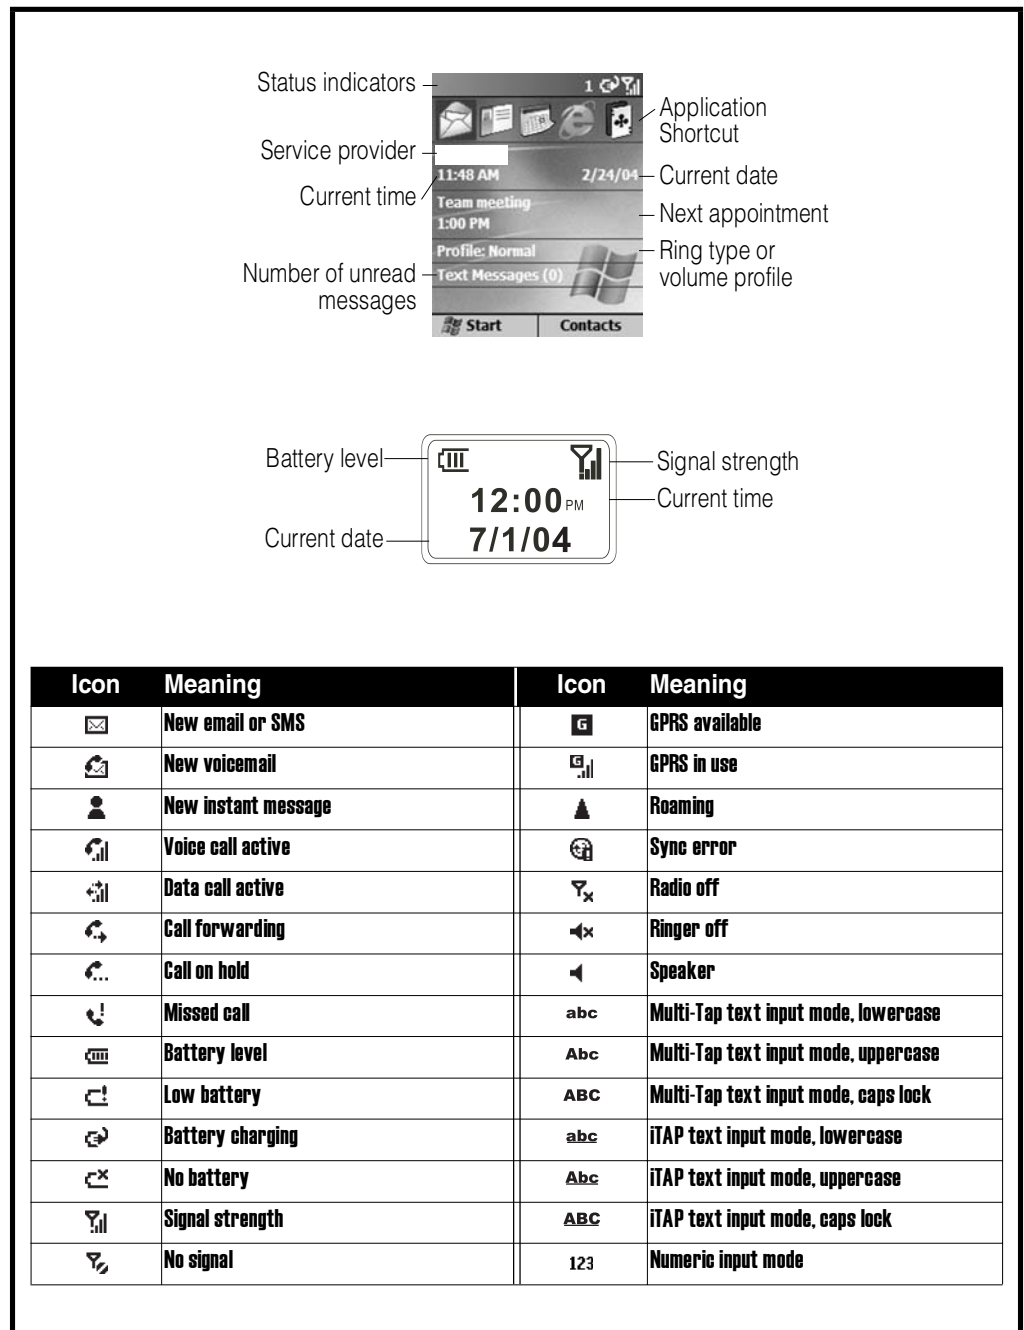 Status indicators
1
Application
Shortcut
Service provider
11:48 AM 2/24/04
Current time
Current date
Team meeting
1:00 PM
Next appointment
Profile: Normal
Ring type or
volume profile
Number of unread
messages
Text Messages (0)
Start Contacts
Battery level
Signal strength
12:00 PM
Current time
Current date
7/1/04
Icon Meaning Icon Meaning
New email or SMS G GPRS available
New voicemail G GPRS in use
New instant message Roaming
Voice call active Sync error
Data call active Radio off
Call forwarding Ringer off
Call on hold Speaker
Missed call abc Multi-Tap text input mode, lowercase
Battery level Abc Multi-Tap text input mode, uppercase
Low battery ABC Multi-Tap text input mode, caps lock
Battery charging abc iTAP text input mode, lowercase
No battery Abc iTAP text input mode, uppercase
Signal strength ABC iTAP text input mode, caps lock
No signal 123 Numeric input mode